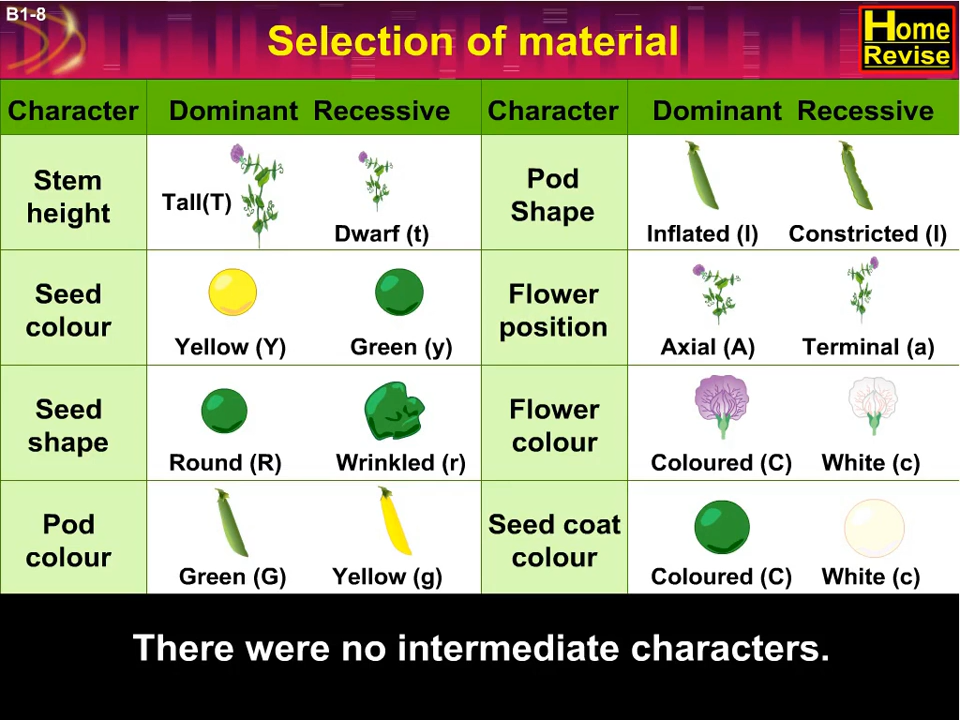 B1-8
Selection of material
Home
Revise
Character Dominant Recessive Character Dominant Recessive
Stem
height
Tall(T)
Dwarf (t)
Pod
Shape
Inflated (I)
Constricted (I)
Seed
colour
Yellow (Y)
Green (y)
Flower
position
Axial (A)
Terminal (a)
Seed
shape
Round (R)
Wrinkled (r)
Flower
colour
Coloured (C)
White (c)
Pod
colour
Green (G)
Yellow (g)
Seed coat
colour
Coloured (C)
White (c)
There were no intermediate characters.